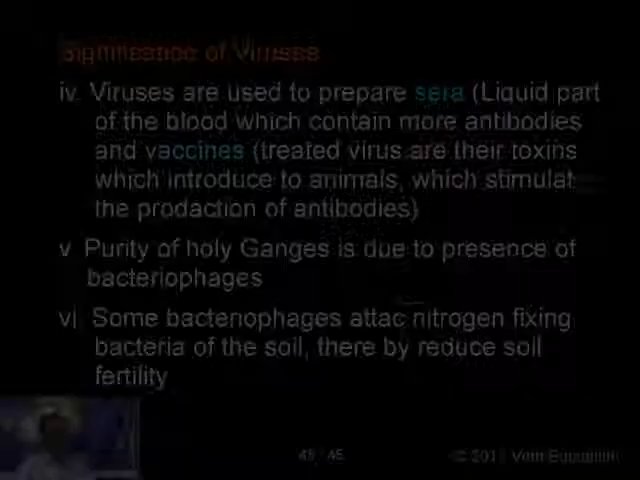 Significance of Viruses
iv. Viruses are used to prepare sera (Liquid part
of the blood which contain more antibodies
and vaccines (treated virus are their toxins
which introduce to animals, which stimulat
the prodaction of antibodies)
v. Purity of holy Ganges is due to presence of
bacteriophages
vi. Some bacteriophages attac nitrogen fixing
bacteria of the soil, there by reduce soil
fertility
45 / 45